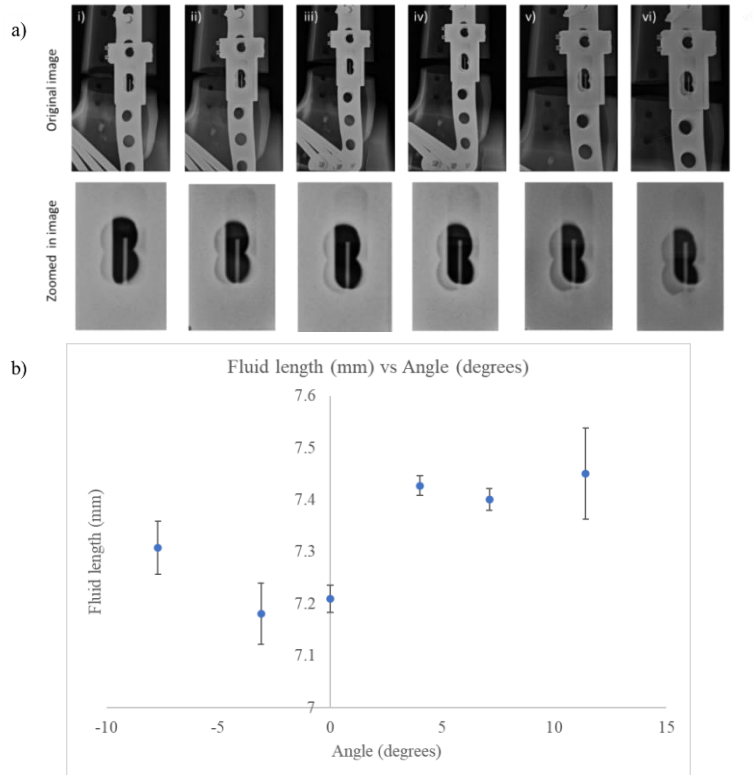 a)
i)
ii)
iii)
iv)
v)
vi)
Original image
Zoomed in image
b)
Fluid length (mm) vs Angle (degrees)
7.6
7.5
7.4
7.3
7.2
7.1
7
Fluid length (mm)
-10
-5
0
5
10
15
Angle (degrees)